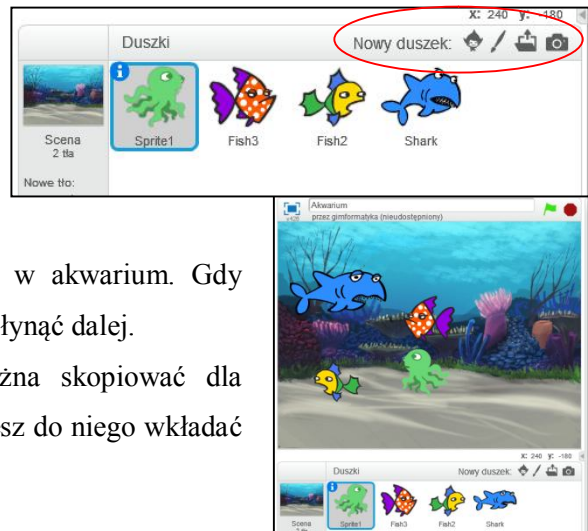 x: 240 y: -180
Duszki
Nowy duszek:
Scena
2 tła
Sprite1
Fish3
Fish2
Shark
Nowe tło:
Akwarium
przez gimformatyka (nieudostępniony)
w akwarium. Gdy
łynąć dalej.
żna skopiować dla
sz do niego wkładać
x: 240 y: -180
Duszki
Nowy duszek:
Scena
Sprite1
Fish3
Fish2
Shark